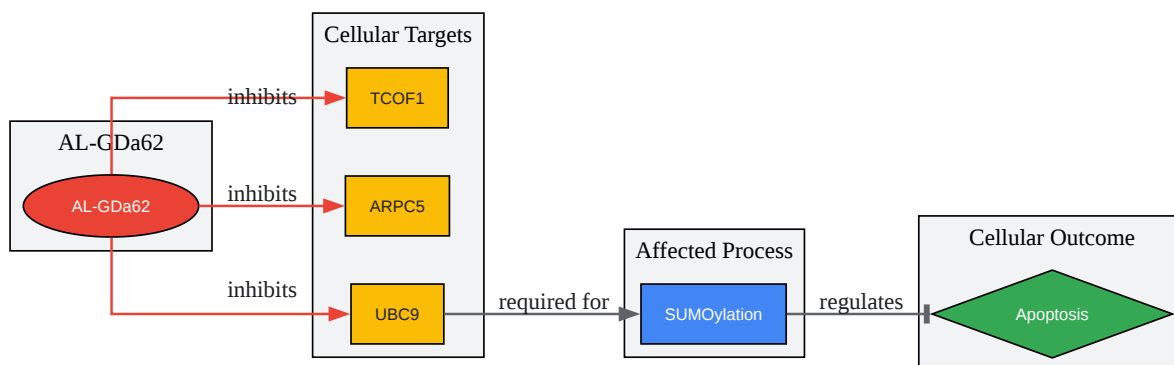 Cellular Targets
inhibits
TCOF1
AL-GDa62
AL-GDa62
inhibits
ARPC5
inhibits
UBC9
required for
Affected Process
SUMOylation
regulates
Cellular Outcome
Apoptosis